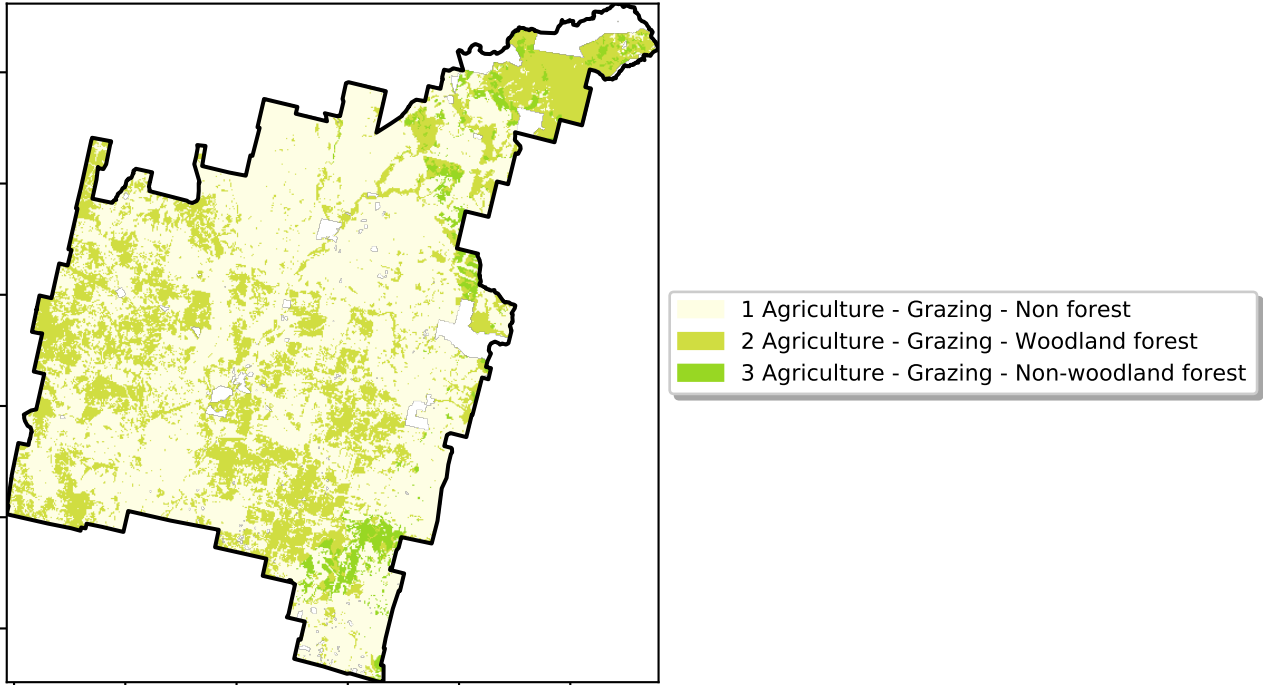 1 Agriculture - Grazing - Non forest
2 Agriculture - Grazing - Woodland forest
3 Agriculture - Grazing - Non-woodland forest